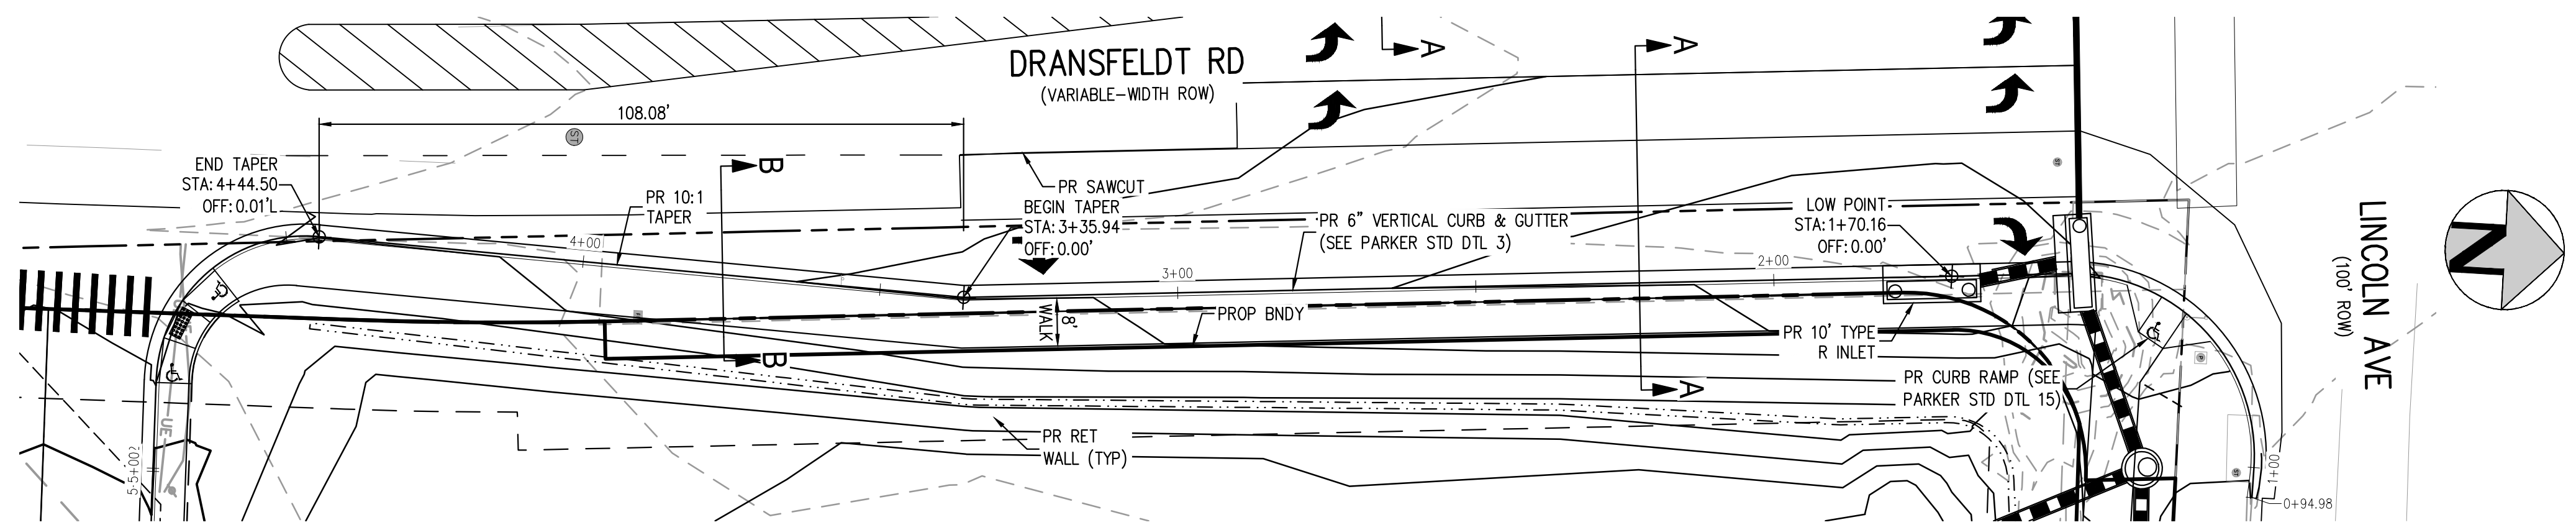 DRANSFELDT RD
(VARIABLE-WIDTH ROW)
A
A
108.08'
ST
END TAPER
STA: 4+44.50
OFF: 0.01'L
B
PR 10:1
TAPER
PR SAWCUT
BEGIN TAPER
STA: 3+35.94
OFF: 0.00'
PR 6" VERTICAL CURB & GUTTER
(SEE PARKER STD DTL 3)
LOW POINT
STA: 1+70.16
OFF: 0.00'
4+00
3+00
2+00
8'
WALK
PROP BNDY
PR 10' TYPE
R INLET
B
A
PR CURB RAMP (SEE
PARKER STD DTL 15)
PR RET
WALL (TYP)
UE
1+00
0+94.98
LINCOLN AVE
(100' ROW)
N